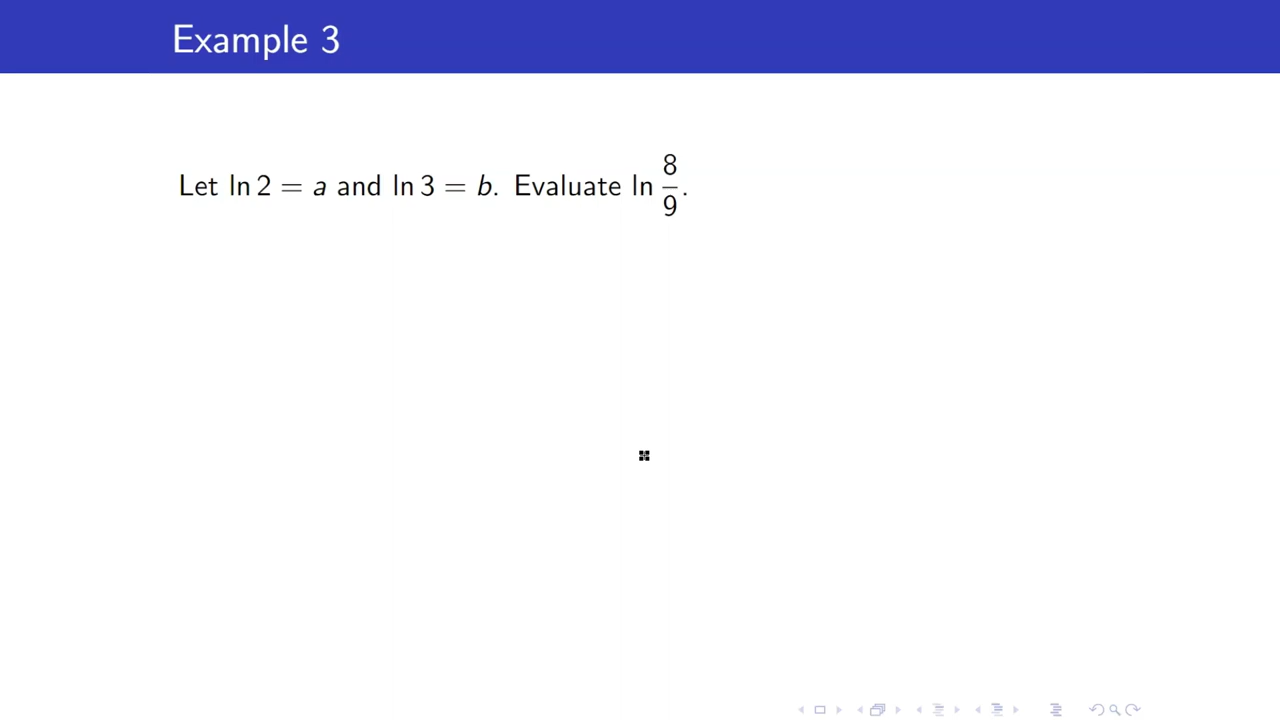 Example 3
Let ln 2 = a and ln 3 = b. Evaluate ln 8/9.